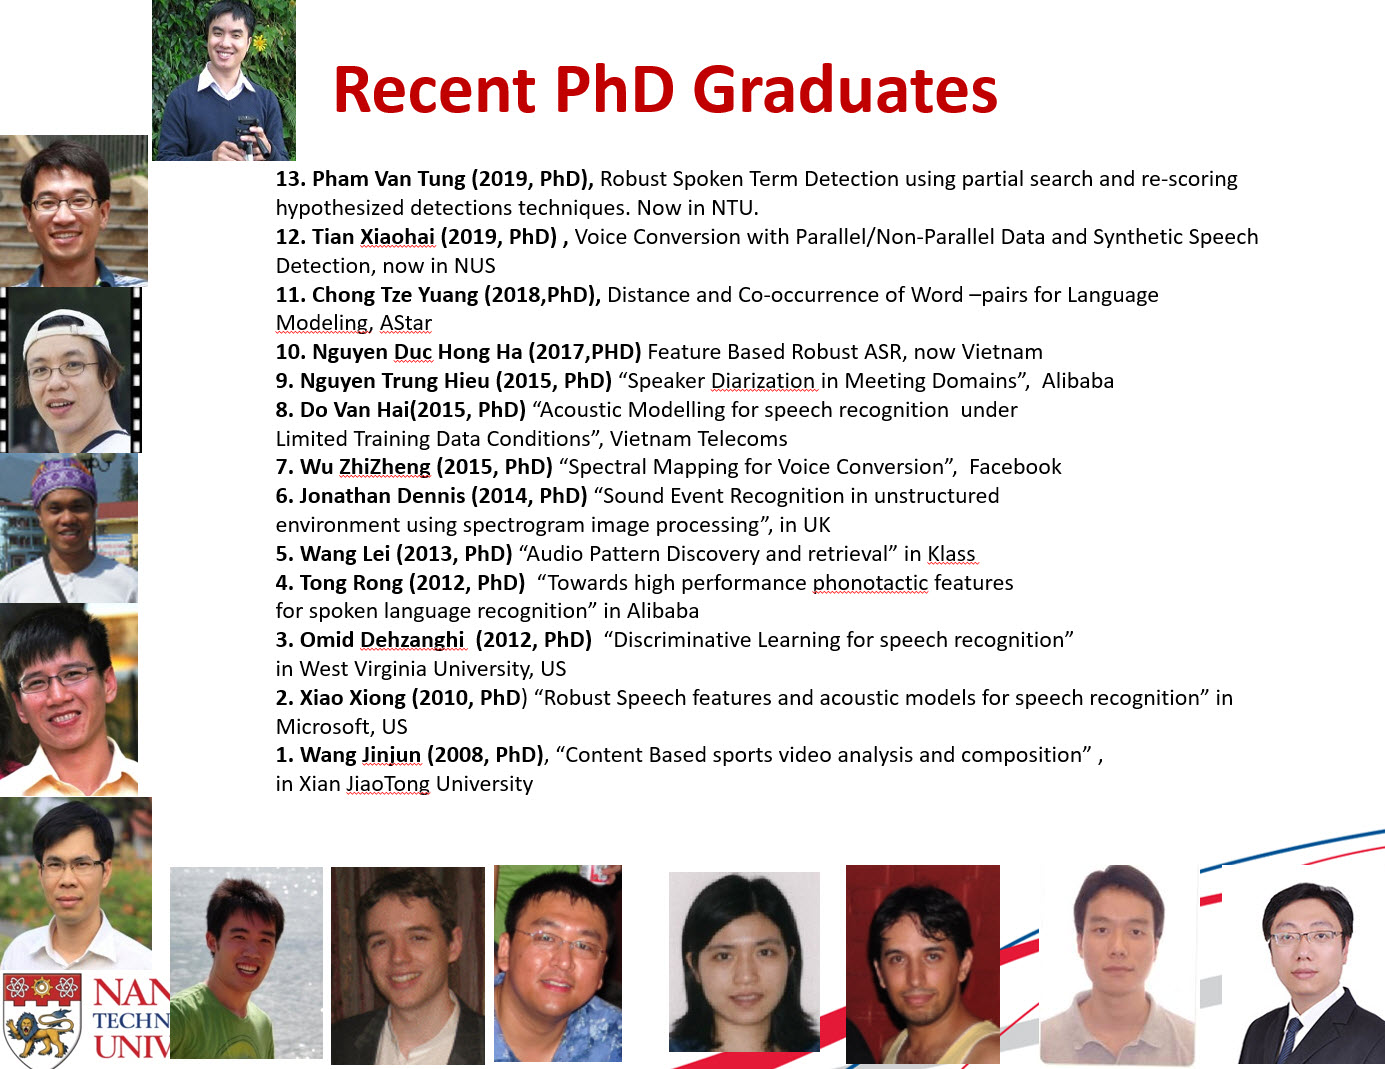 Recent PhD Graduates
13. Pham Van Tung (2019, PhD), Robust Spoken Term Detection using partial search and re-scoring
hypothesized detections techniques. Now in NTU.
12. Tian Xiaohai (2019, PhD) , Voice Conversion with Parallel/Non-Parallel Data and Synthetic Speech
Detection, now in NUS
11. Chong Tze Yuang (2018,PhD), Distance and Co-occurrence of Word –pairs for Language
Modeling, AStar
10. Nguyen Duc Hong Ha (2017,PHD) Feature Based Robust ASR, now Vietnam
9. Nguyen Trung Hieu (2015, PhD) “Speaker Diarization in Meeting Domains”,  Alibaba
8. Do Van Hai(2015, PhD) “Acoustic Modelling for speech recognition  under
Limited Training Data Conditions”, Vietnam Telecoms
7. Wu ZhiZheng (2015, PhD) “Spectral Mapping for Voice Conversion”,  Facebook
6. Jonathan Dennis (2014, PhD) “Sound Event Recognition in unstructured
environment using spectrogram image processing”, in UK
5. Wang Lei (2013, PhD) “Audio Pattern Discovery and retrieval” in Klass
4. Tong Rong (2012, PhD)  “Towards high performance phonotactic features
for spoken language recognition” in Alibaba
3. Omid Dehzanghi  (2012, PhD)  “Discriminative Learning for speech recognition”
in West Virginia University, US
2. Xiao Xiong (2010, PhD) “Robust Speech features and acoustic models for speech recognition” in
Microsoft, US
1. Wang Jinjun (2008, PhD), “Content Based sports video analysis and composition” ,
in Xian JiaoTong University
NAN
TECHN
UNIV